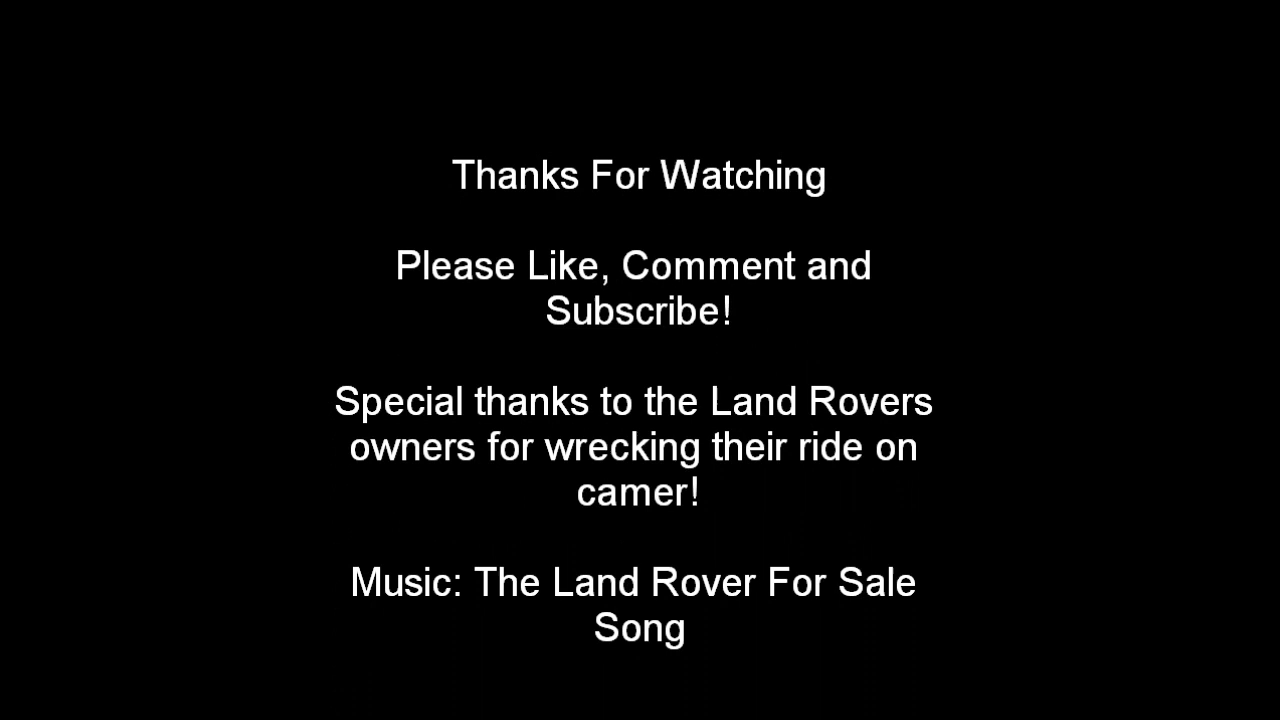 Thanks For Watching
Please Like, Comment and
Subscribe!
Special thanks to the Land Rovers
owners for wrecking their ride on
camer!
Music: The Land Rover For Sale
Song